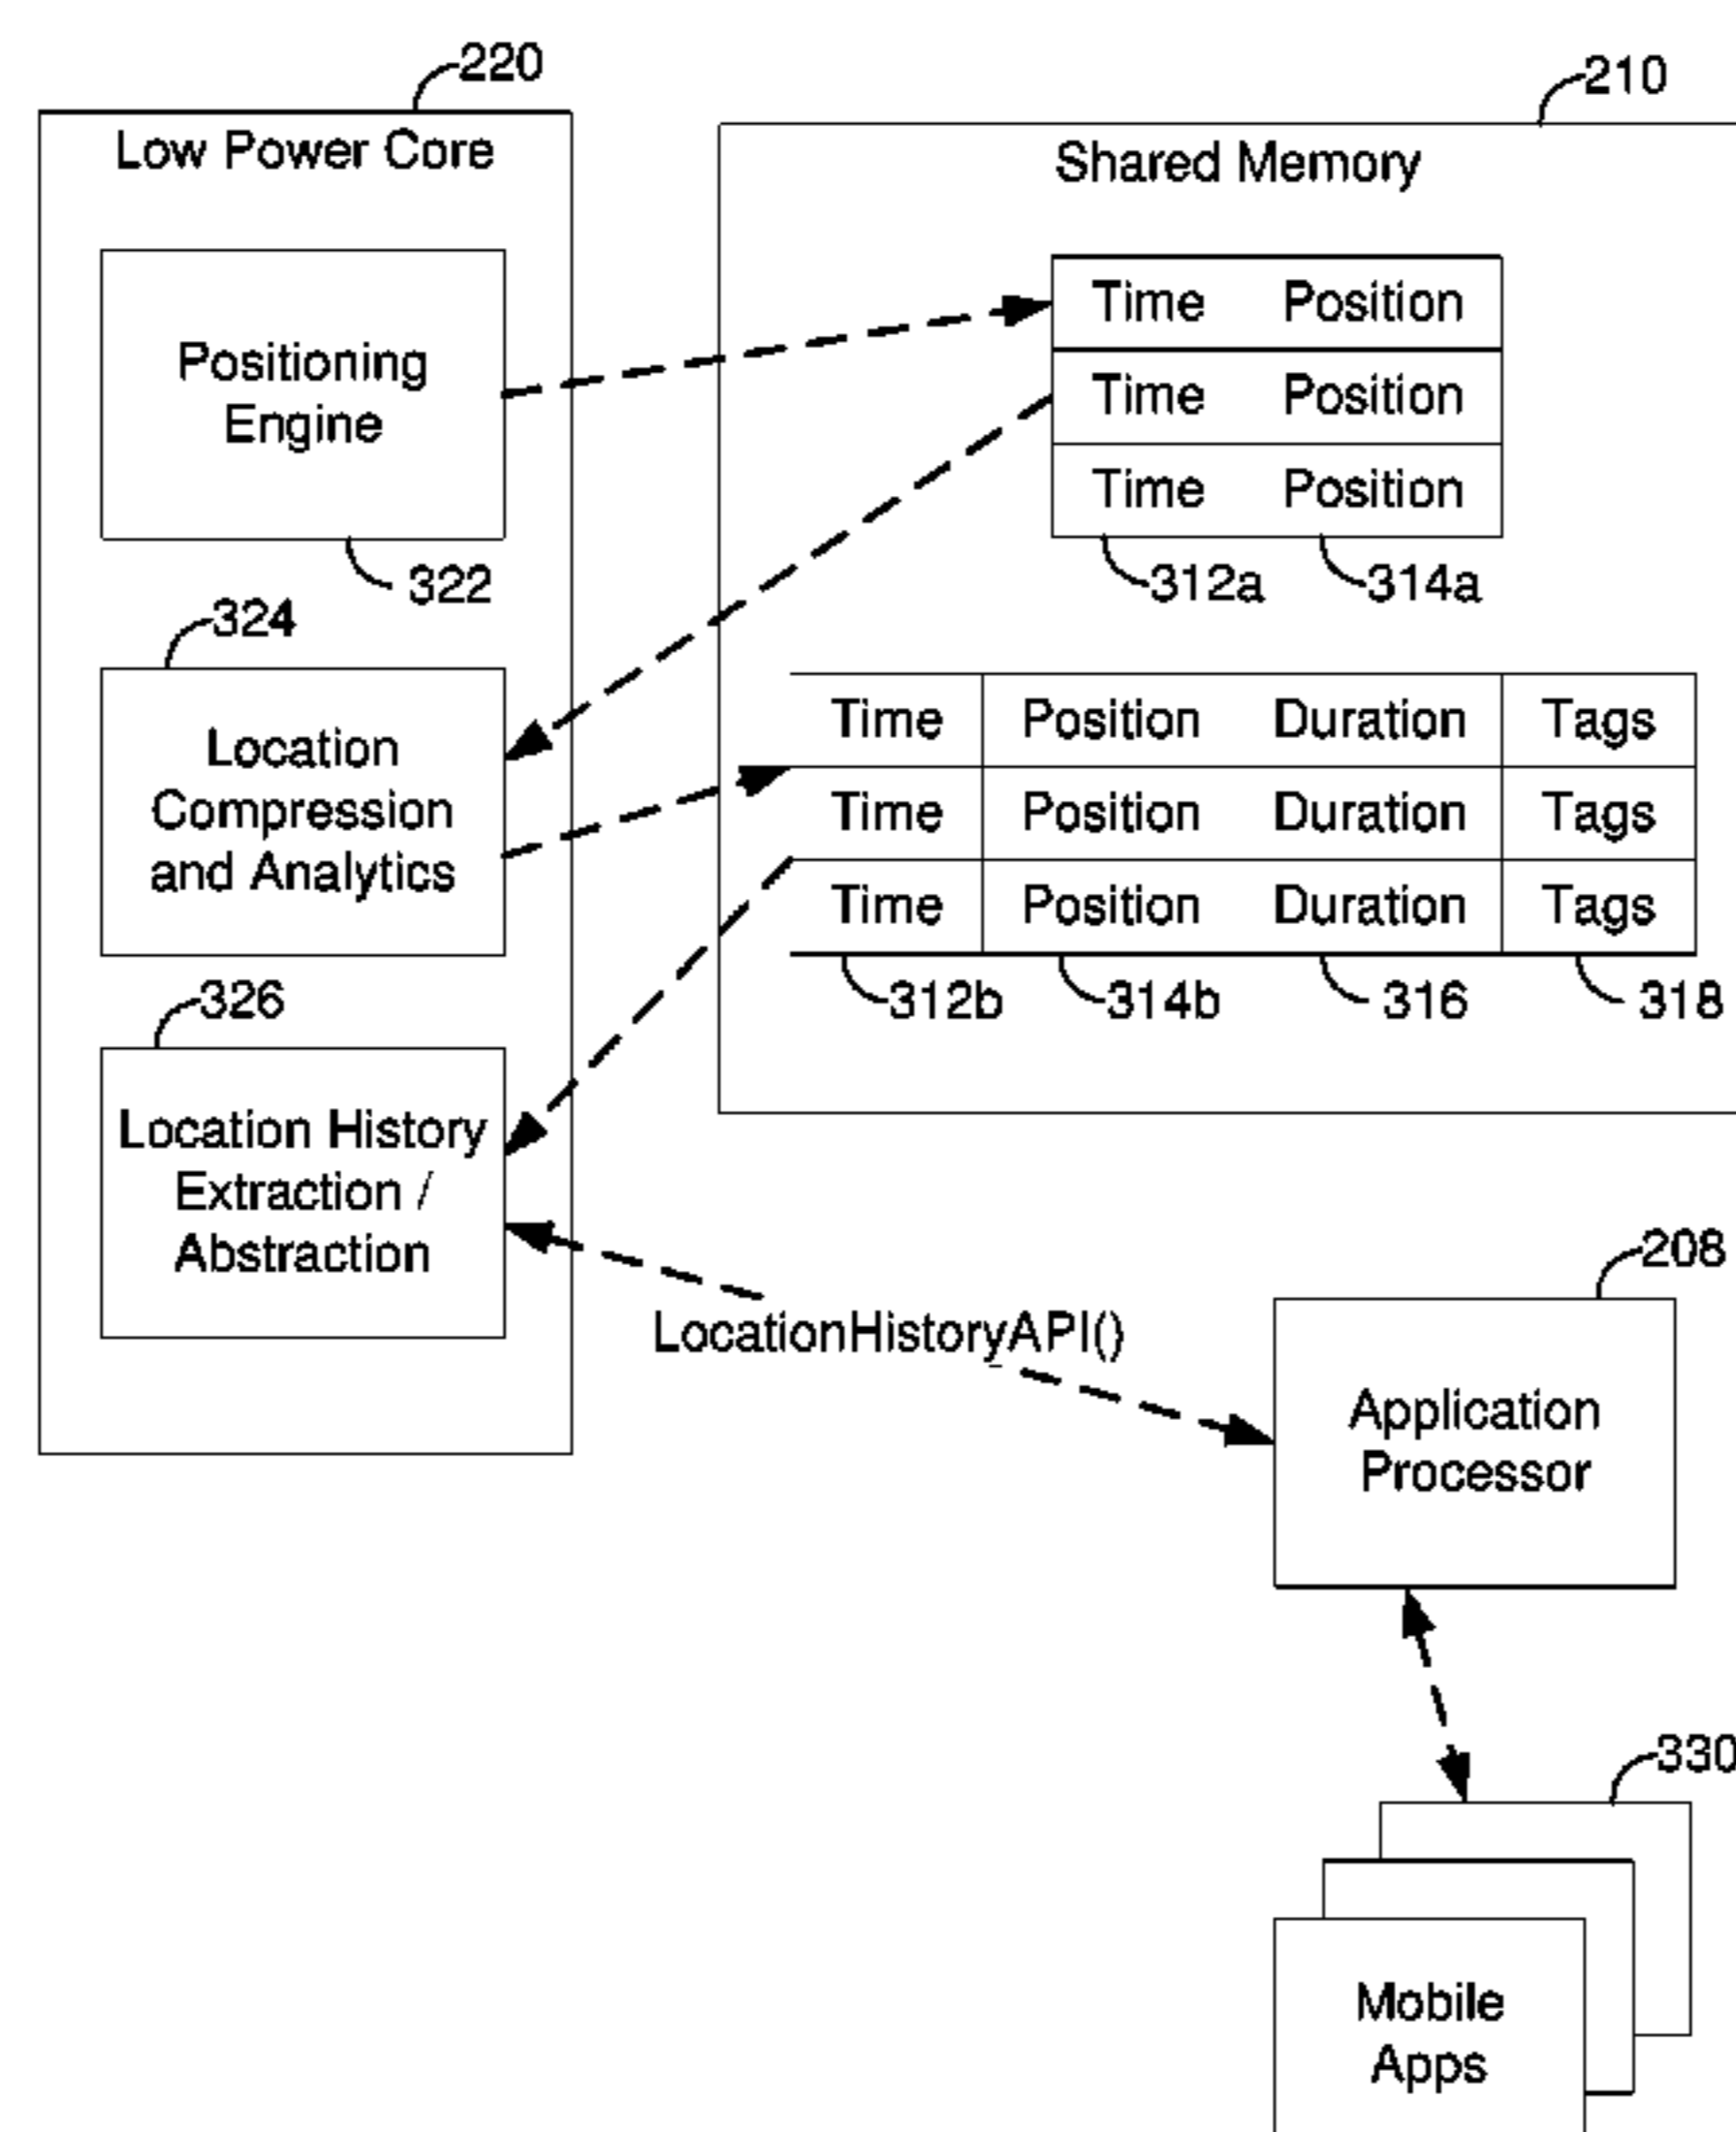 220
Low Power Core
Positioning
Engine
322
324
Location
Compression
and Analytics
326
Location History
Extraction /
Abstraction
210
Shared Memory
Time Position
Time Position
Time Position
312a 314a
Time Position Duration Tags
Time Position Duration Tags
Time Position Duration Tags
312b 314b 316 318
LocationHistoryAPI()
208
Application
Processor
330
Mobile
Apps